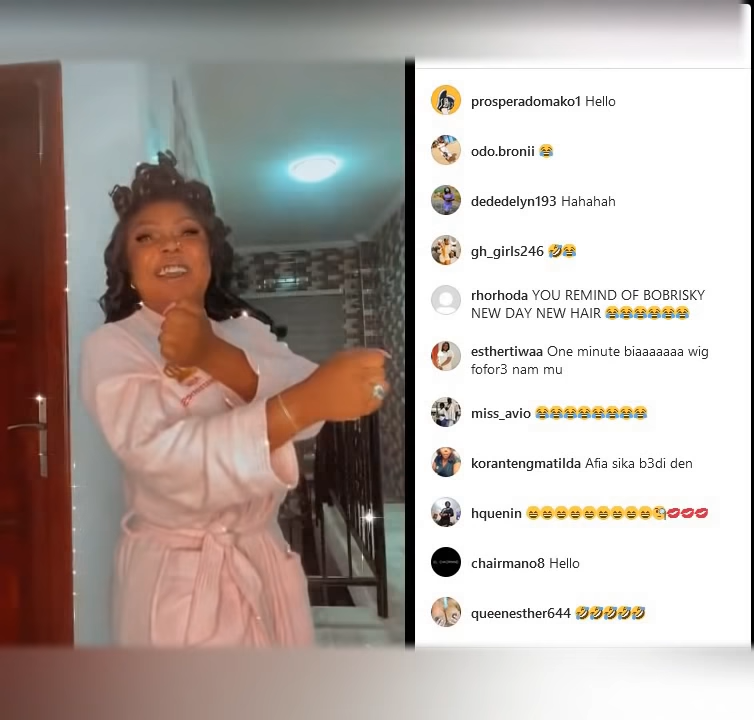 prosperadomako1 Hello
odo.bronii 😂
dededelyn193 Hahahah
gh_girls246 🤣😂
rhorhoda YOU REMIND OF BOBRISKY
NEW DAY NEW HAIR 😂😂😂😂😂😂
esthertiwaa One minute biaaaaaaa wig
fofor3 nam mu
miss_avio 😂😂😂😂😂😂😂😂
korantengmatilda Afia sika b3di den
hquenin 😄😄😄😄😄😄😄😄😄🧐💋💋💋
chairmano8 Hello
queenesther644 🤣🤣🤣🤣🤣